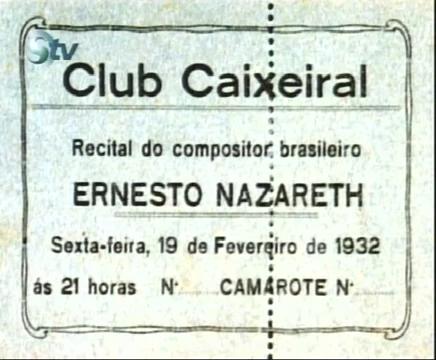 stv
Club Caixeiral
Recital do compositor brasileiro
ERNESTO NAZARETH
Sexta-feira, 19 de Fevereiro de 1932
ás 21 horas N· CAMAROTE N·